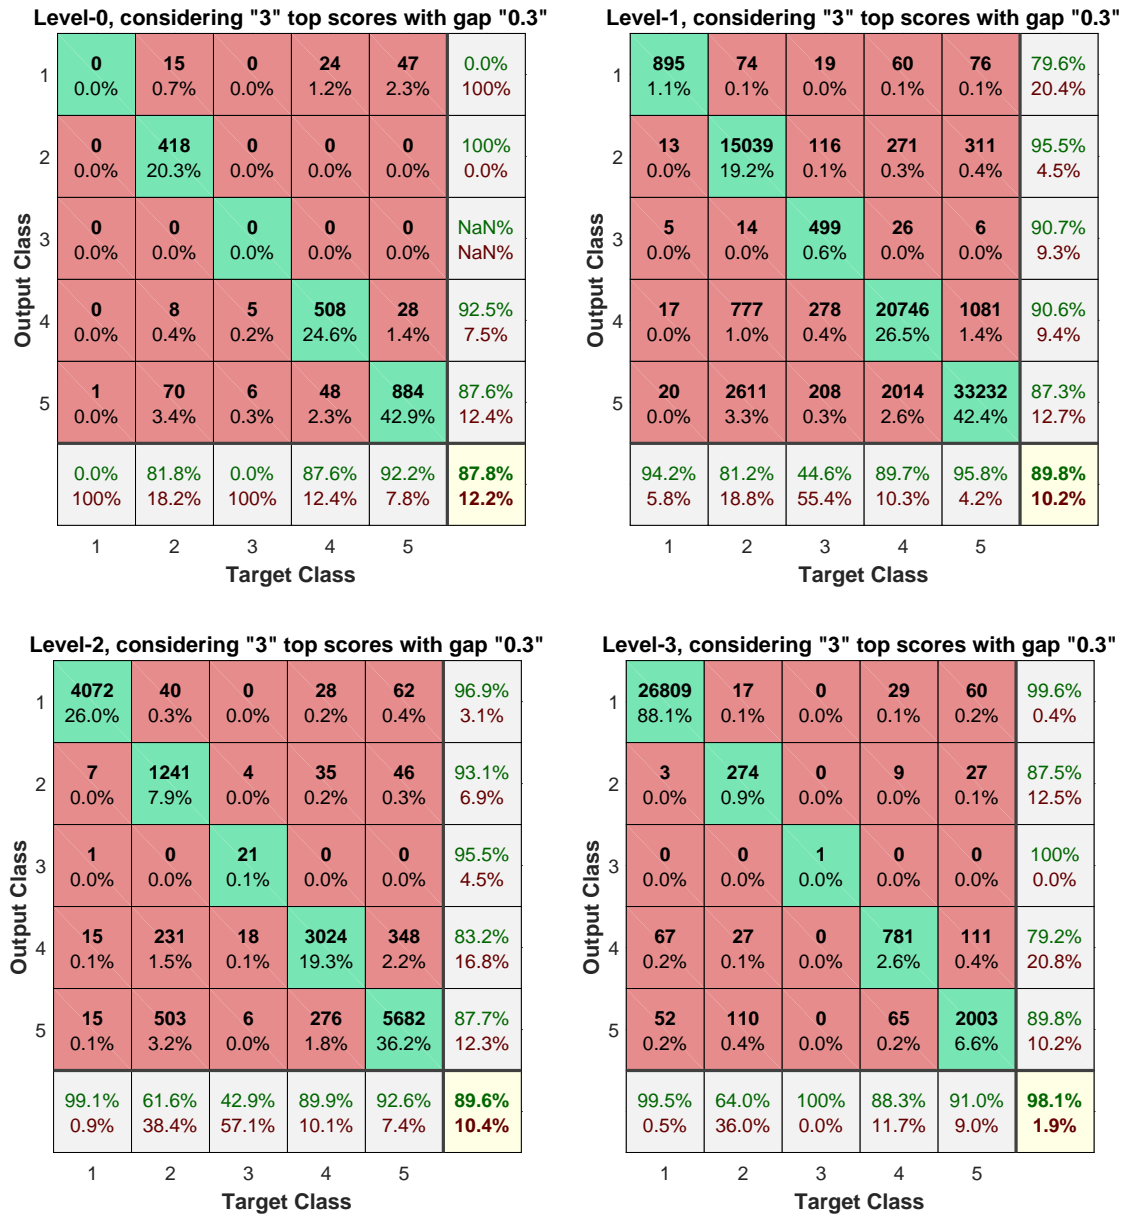 Level-0, considering "3" top scores with gap "0.3"
1
0 15 0 24 47 0.0%
0.0% 0.7% 0.0% 1.2% 2.3% 100%
2
0 418 0 0 0 100%
0.0% 20.3% 0.0% 0.0% 0.0% 0.0%
3
0 0 0 0 0 NaN%
0.0% 0.0% 0.0% 0.0% 0.0% NaN%
4
0 8 5 508 28 92.5%
0.0% 0.4% 0.2% 24.6% 1.4% 7.5%
5
1 70 6 48 884 87.6%
0.0% 3.4% 0.3% 2.3% 42.9% 12.4%
0.0% 81.8% 0.0% 87.6% 92.2% 87.8%
100% 18.2% 100% 12.4% 7.8% 12.2%
1 2 3 4 5
Target Class
Output Class
Level-1, considering "3" top scores with gap "0.3"
1
895 74 19 60 76 79.6%
1.1% 0.1% 0.0% 0.1% 0.1% 20.4%
2
13 15039 116 271 311 95.5%
0.0% 19.2% 0.1% 0.3% 0.4% 4.5%
3
5 14 499 26 6 90.7%
0.0% 0.0% 0.6% 0.0% 0.0% 9.3%
4
17 777 278 20746 1081 90.6%
0.0% 1.0% 0.4% 26.5% 1.4% 9.4%
5
20 2611 208 2014 33232 87.3%
0.0% 3.3% 0.3% 2.6% 42.4% 12.7%
94.2% 81.2% 44.6% 89.7% 95.8% 89.8%
5.8% 18.8% 55.4% 10.3% 4.2% 10.2%
1 2 3 4 5
Target Class
Output Class
Level-2, considering "3" top scores with gap "0.3"
1
4072 40 0 28 62 96.9%
26.0% 0.3% 0.0% 0.2% 0.4% 3.1%
2
7 1241 4 35 46 93.1%
0.0% 7.9% 0.0% 0.2% 0.3% 6.9%
3
1 0 21 0 0 95.5%
0.0% 0.0% 0.1% 0.0% 0.0% 4.5%
4
15 231 18 3024 348 83.2%
0.1% 1.5% 0.1% 19.3% 2.2% 16.8%
5
15 503 6 276 5682 87.7%
0.1% 3.2% 0.0% 1.8% 36.2% 12.3%
99.1% 61.6% 42.9% 89.9% 92.6% 89.6%
0.9% 38.4% 57.1% 10.1% 7.4% 10.4%
1 2 3 4 5
Target Class
Output Class
Level-3, considering "3" top scores with gap "0.3"
1
26809 17 0 29 60 99.6%
88.1% 0.1% 0.0% 0.1% 0.2% 0.4%
2
3 274 0 9 27 87.5%
0.0% 0.9% 0.0% 0.0% 0.1% 12.5%
3
0 0 1 0 0 100%
0.0% 0.0% 0.0% 0.0% 0.0% 0.0%
4
67 27 0 781 111 79.2%
0.2% 0.1% 0.0% 2.6% 0.4% 20.8%
5
52 110 0 65 2003 89.8%
0.2% 0.4% 0.0% 0.2% 6.6% 10.2%
99.5% 64.0% 100% 88.3% 91.0% 98.1%
0.5% 36.0% 0.0% 11.7% 9.0% 1.9%
1 2 3 4 5
Target Class
Output Class